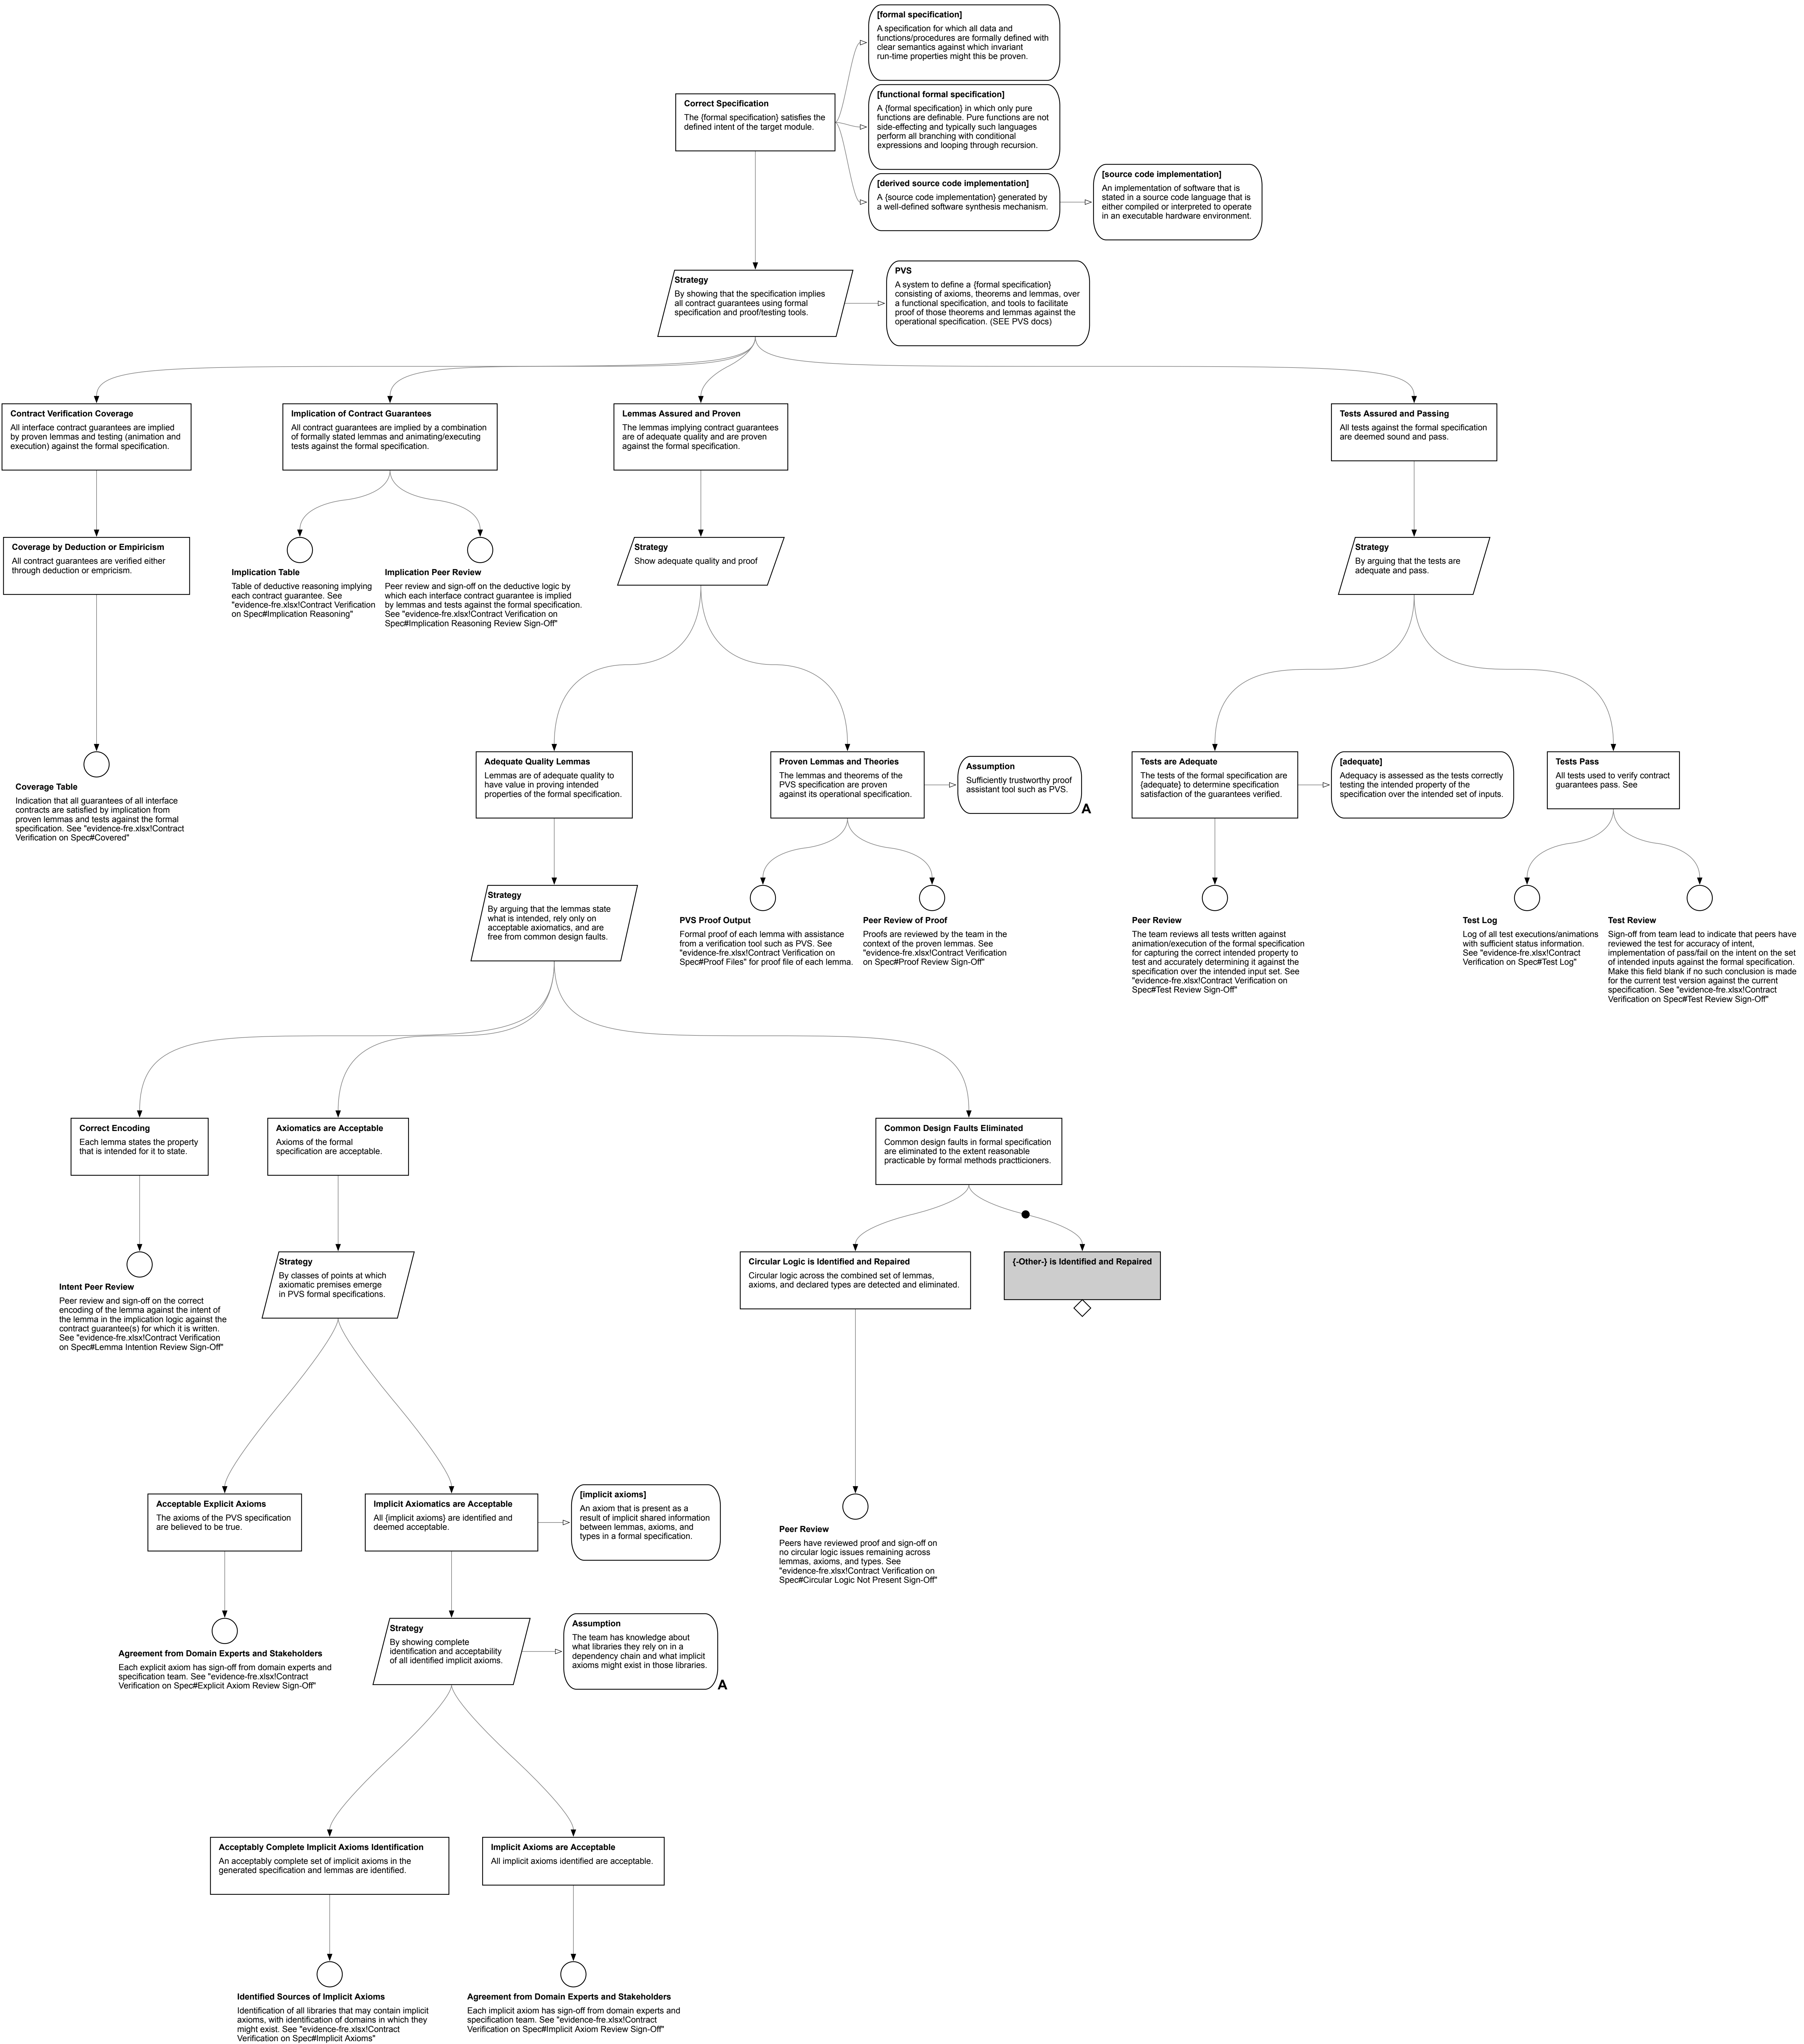 [formal specification]
A specification for which all data and
functions/procedures are formally defined with
clear semantics against which invariant
run-time properties might this be proven.
Correct Specification
The {formal specification} satisfies the
defined intent of the target module.
[functional formal specification]
A {formal specification} in which only pure
functions are definable. Pure functions are not
side-effecting and typically such languages
perform all branching with conditional
expressions and looping through recursion.
[derived source code implementation]
A {source code implementation} generated by
a well-defined software synthesis mechanism.
[source code implementation]
An implementation of software that is
stated in a source code language that is
either compiled or interpreted to operate
in an executable hardware environment.
Strategy
By showing that the specification implies
all contract guarantees using formal
specification and proof/testing tools.
PVS
A system to define a {formal specification}
consisting of axioms, theorems and lemmas, over
a functional specification, and tools to facilitate
proof of those theorems and lemmas against the
operational specification. (SEE PVS docs)
Contract Verification Coverage
All interface contract guarantees are implied
by proven lemmas and testing (animation and
execution) against the formal specification.
Implication of Contract Guarantees
All contract guarantees are implied by a combination
of formally stated lemmas and animating/executing
tests against the formal specification.
Lemmas Assured and Proven
The lemmas implying contract guarantees
are of adequate quality and are proven
against the formal specification.
Tests Assured and Passing
All tests against the formal specification
are deemed sound and pass.
Coverage by Deduction or Empiricism
All contract guarantees are verified either
through deduction or empricism.
Implication Table
Table of deductive reasoning implying
each contract guarantee. See
"evidence-fre.xlsx!Contract Verification
on Spec#Implication Reasoning"
Implication Peer Review
Peer review and sign-off on the deductive logic by
which each interface contract guarantee is implied
by lemmas and tests against the formal specification.
See "evidence-fre.xlsx!Contract Verification on
Spec#Implication Reasoning Review Sign-Off"
Strategy
Show adequate quality and proof
Strategy
By arguing that the tests are
adequate and pass.
Coverage Table
Indication that all guarantees of all interface
contracts are satisfied by implication from
proven lemmas and tests against the formal
specification. See "evidence-fre.xlsx!Contract
Verification on Spec#Covered"
Adequate Quality Lemmas
Lemmas are of adequate quality to
have value in proving intended
properties of the formal specification.
Proven Lemmas and Theories
The lemmas and theorems of the
PVS specification are proven
against its operational specification.
Assumption
Sufficiently trustworthy proof
assistant tool such as PVS.
A
Tests are Adequate
The tests of the formal specification are
{adequate} to determine specification
satisfaction of the guarantees verified.
[adequate]
Adequacy is assessed as the tests correctly
testing the intended property of the
specification over the intended set of inputs.
Tests Pass
All tests used to verify contract
guarantees pass. See
Strategy
By arguing that the lemmas state
what is intended, rely only on
acceptable axiomatics, and are
free from common design faults.
PVS Proof Output
Formal proof of each lemma with assistance
from a verification tool such as PVS. See
"evidence-fre.xlsx!Contract Verification on
Spec#Proof Files" for proof file of each lemma.
Peer Review of Proof
Proofs are reviewed by the team in the
context of the proven lemmas. See
"evidence-fre.xlsx!Contract Verification
on Spec#Proof Review Sign-Off"
Peer Review
The team reviews all tests written against
animation/execution of the formal specification
for capturing the correct intended property to
test and accurately determining it against the
specification over the intended input set. See
"evidence-fre.xlsx!Contract Verification on
Spec#Test Review Sign-Off"
Test Log
Log of all test executions/animations
with sufficient status information.
See "evidence-fre.xlsx!Contract
Verification on Spec#Test Log"
Test Review
Sign-off from team lead to indicate that peers have
reviewed the test for accuracy of intent,
implementation of pass/fail on the intent on the set
of intended inputs against the formal specification.
Make this field blank if no such conclusion is made
for the current test version against the current
specification. See "evidence-fre.xlsx!Contract
Verification on Spec#Test Review Sign-Off"
Correct Encoding
Each lemma states the property
that is intended for it to state.
Axiomatics are Acceptable
Axioms of the formal
specification are acceptable.
Common Design Faults Eliminated
Common design faults in formal specification
are eliminated to the extent reasonable
practicable by formal methods practticioners.
Intent Peer Review
Peer review and sign-off on the correct
encoding of the lemma against the intent of
the lemma in the implication logic against the
contract guarantee(s) for which it is written.
See "evidence-fre.xlsx!Contract Verification
on Spec#Lemma Intention Review Sign-Off"
Strategy
By classes of points at which
axiomatic premises emerge
in PVS formal specifications.
Circular Logic is Identified and Repaired
Circular logic across the combined set of lemmas,
axioms, and declared types are detected and eliminated.
{-Other-} is Identified and Repaired
Acceptable Explicit Axioms
The axioms of the PVS specification
are believed to be true.
Implicit Axiomatics are Acceptable
All {implicit axioms} are identified and
deemed acceptable.
[implicit axioms]
An axiom that is present as a
result of implicit shared information
between lemmas, axioms, and
types in a formal specification.
Peer Review
Peers have reviewed proof and sign-off on
no circular logic issues remaining across
lemmas, axioms, and types. See
"evidence-fre.xlsx!Contract Verification on
Spec#Circular Logic Not Present Sign-Off"
Agreement from Domain Experts and Stakeholders
Each explicit axiom has sign-off from domain experts and
specification team. See "evidence-fre.xlsx!Contract
Verification on Spec#Explicit Axiom Review Sign-Off"
Strategy
By showing complete
identification and acceptability
of all identified implicit axioms.
Assumption
The team has knowledge about
what libraries they rely on in a
dependency chain and what implicit
axioms might exist in those libraries.
A
Acceptably Complete Implicit Axioms Identification
An acceptably complete set of implicit axioms in the
generated specification and lemmas are identified.
Implicit Axioms are Acceptable
All implicit axioms identified are acceptable.
Identified Sources of Implicit Axioms
Identification of all libraries that may contain implicit
axioms, with identification of domains in which they
might exist. See "evidence-fre.xlsx!Contract
Verification on Spec#Implicit Axioms"
Agreement from Domain Experts and Stakeholders
Each implicit axiom has sign-off from domain experts and
specification team. See "evidence-fre.xlsx!Contract
Verification on Spec#Implicit Axiom Review Sign-Off"